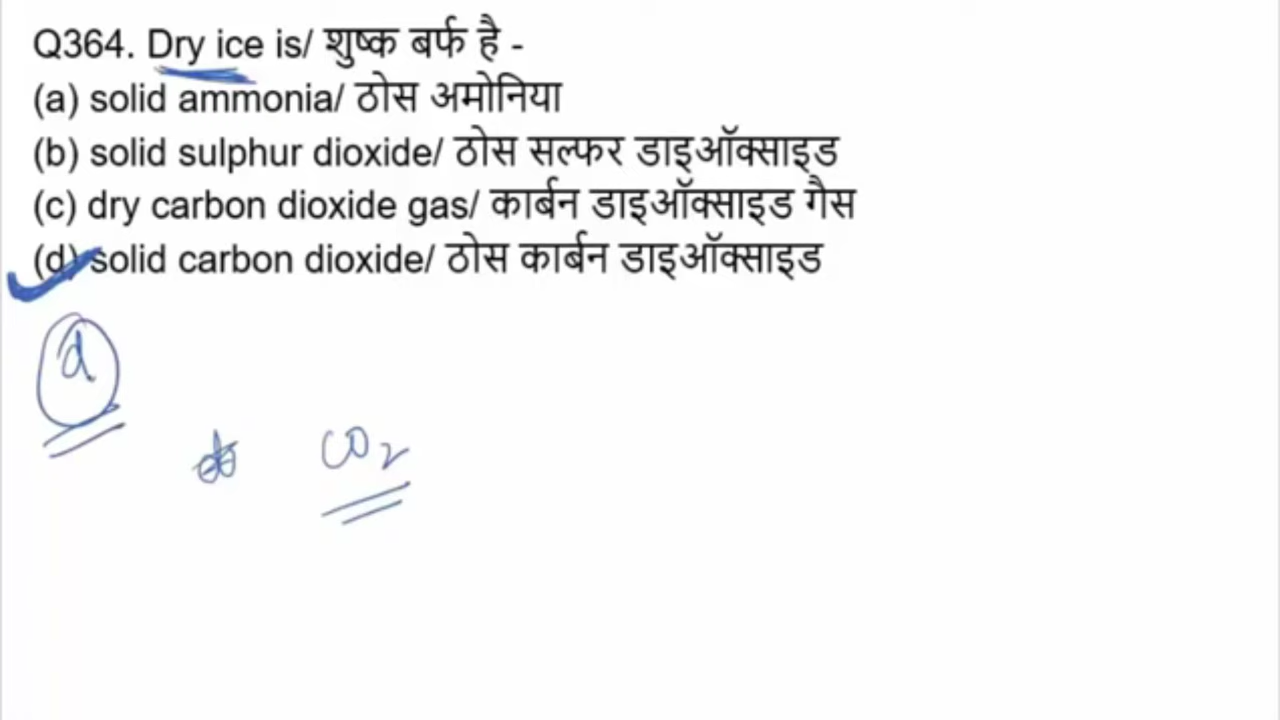 Q364. Dry ice is/ शुष्क बर्फ है -
(a) solid ammonia/ ठोस अमोनिया
(b) solid sulphur dioxide/ ठोस सल्फर डाइऑक्साइड
(c) dry carbon dioxide gas/ कार्बन डाइऑक्साइड गैस
(d) solid carbon dioxide/ ठोस कार्बन डाइऑक्साइड
d
CO2